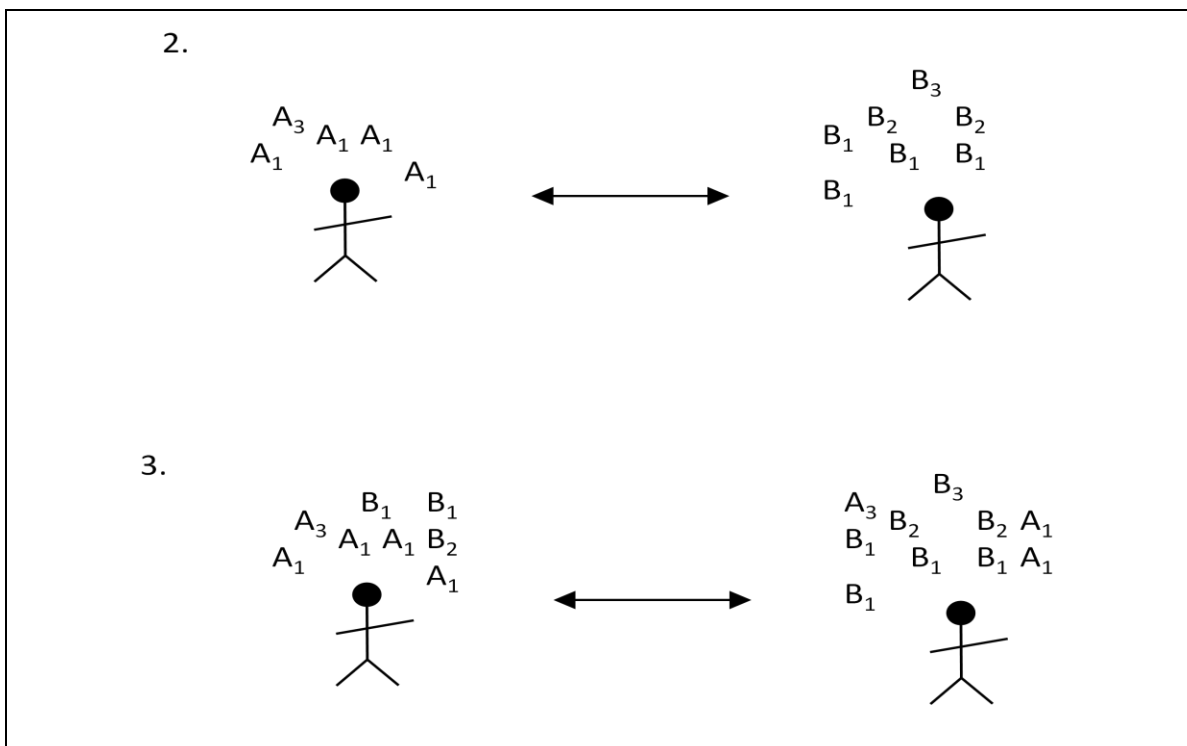 2.
B₃
A₃ B₂ B₂
A₁ A₁ B₁
A₁ B₁ B₁
A₁
B₁
3.
B₃
B₁ B₁ A₃
A₃ B₂ B₂ A₁
A₁ A₁ B₂ B₁
A₁ B₁ B₁ A₁
A₁
B₁